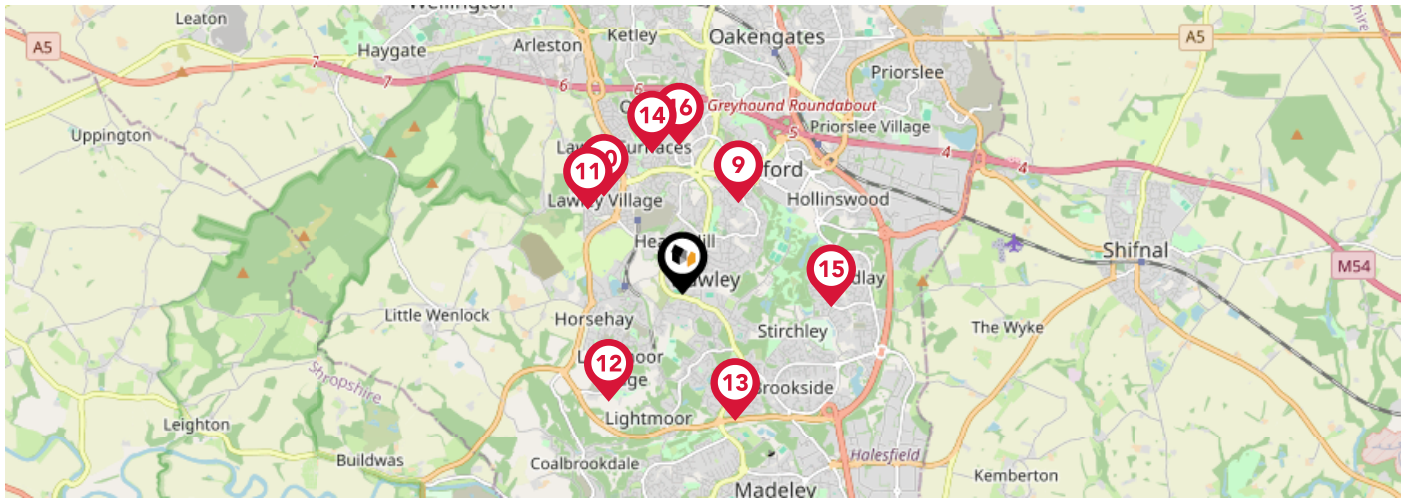 Leaton
Wellington
Ketley
Oakengates
A5
A5
Haygate
Arleston
7
7
6
6
Priorslee
14
16
Greyhound Roundabout
5
Priorslee Village
Uppington
4
4
11
9
Hollinswood
Village
Shifnal
M54
15
Little Wenlock
Horsehay
Stirchley
The Wyke
12
13
Brookside
Shropshire
Lightmoor
Leighton
Buildwas
Coalbrookdale
Halesfield
Kemberton
Madeley